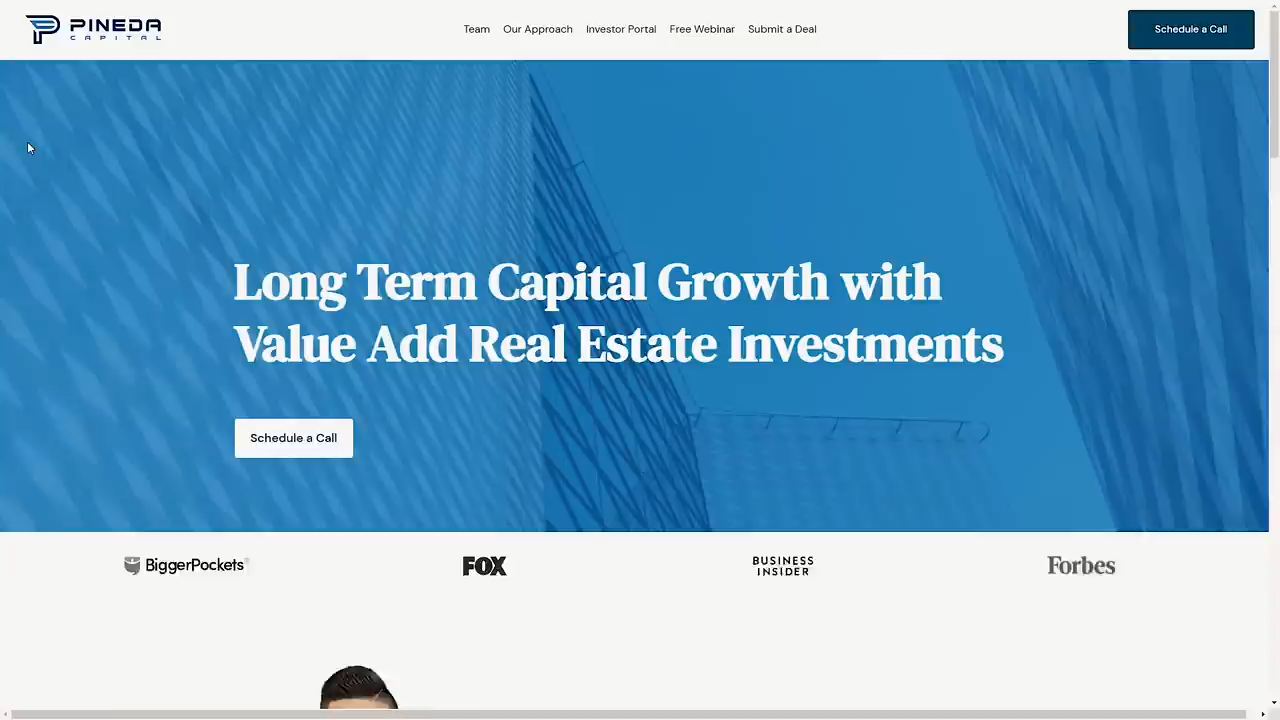 PINEDA
CAPITAL
Team
Our Approach
Investor Portal
Free Webinar
Submit a Deal
Schedule a Call
Long Term Capital Growth with
Value Add Real Estate Investments
Schedule a Call
BiggerPockets
FOX
BUSINESS
INSIDER
Forbes